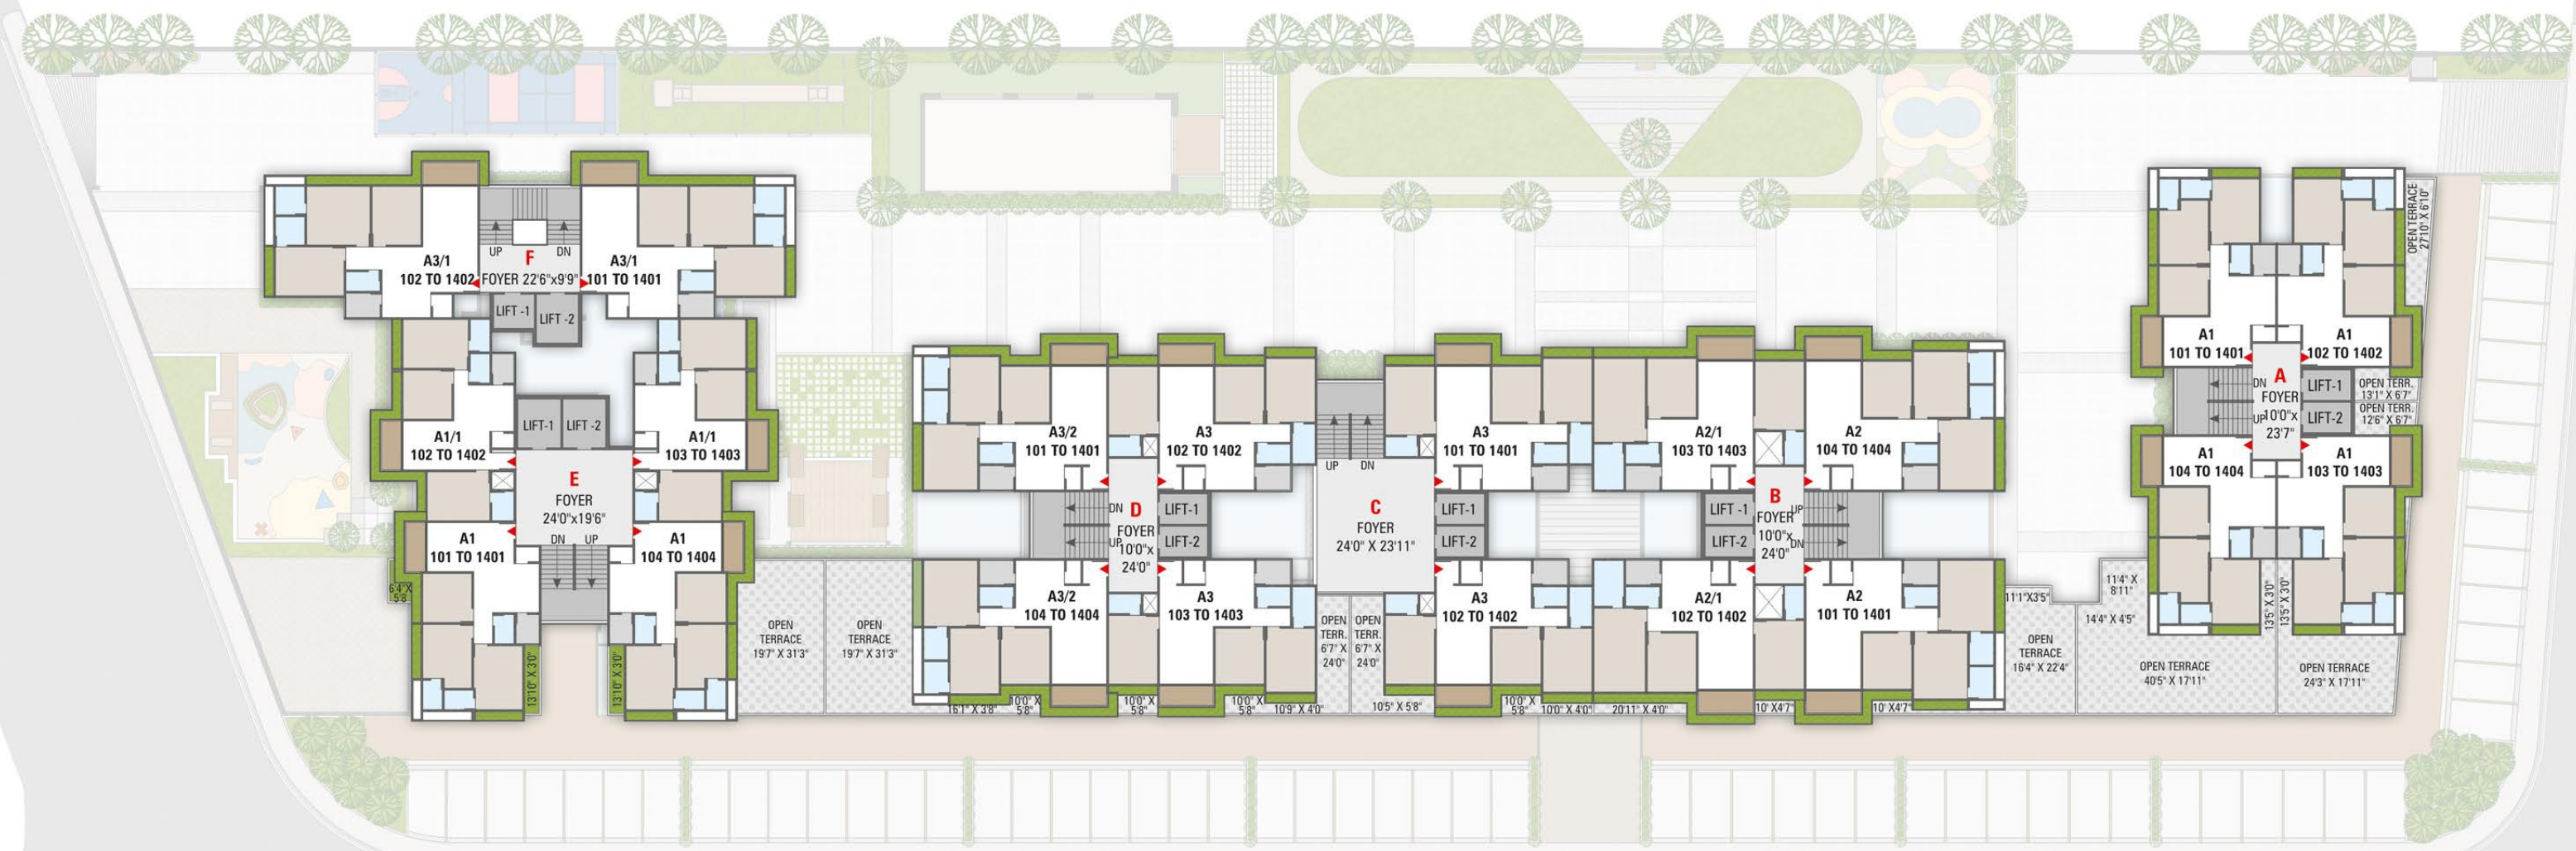 UP
DN
F
FOYER 22'6"x9'9"
A3/1
102 TO 1402
A3/1
101 TO 1401
LIFT -1
LIFT -2
A1/1
102 TO 1402
LIFT-1
LIFT -2
A1/1
103 TO 1403
E
FOYER
24'0"x19'6"
DN
UP
A1
101 TO 1401
A1
104 TO 1404
6'4"X
5'8
13'10" X 3'0"
13'10" X 3'0"
OPEN
TERRACE
19'7" X 31'3"
OPEN
TERRACE
19'7" X 31'3"
A3/2
101 TO 1401
A3
102 TO 1402
DN
D
FOYER
UP
10'0"x
24'0"
LIFT-1
LIFT-2
A3/2
104 TO 1404
A3
103 TO 1403
16'1" X 3'8"
10'0" X
5'8"
10'0" X
5'8"
10'0" X
5'8"
10'9" X 4'0"
UP
DN
C
FOYER
24'0" X 23'11"
OPEN
TERR.
6'7" X
24'0"
OPEN
TERR.
6'7" X
24'0"
A3
101 TO 1401
LIFT-1
LIFT-2
A3
102 TO 1402
10'5" X 5'8"
10'0" X
5'8"
10'0" X 4'0"
20'11" X 4'0"
A2/1
103 TO 1403
A2
104 TO 1404
LIFT -1
LIFT-2
B
FOYER
UP
10'0"x
DN
24'0"
A2/1
102 TO 1402
A2
101 TO 1401
10' X4'7"
10' X4'7"
11'1"X3'5"
OPEN
TERRACE
16'4" X 22'4"
11'4" X
8'11"
14'4" X 4'5"
OPEN TERRACE
40'5" X 17'11"
OPEN TERRACE
24'3" X 17'11"
13'5" X 3'0"
13'5" X 3'0"
OPEN TERRACE
27'10" X 6'10"
A1
101 TO 1401
A1
102 TO 1402
DN
A
FOYER
UP
10'0"x
23'7"
LIFT-1
LIFT-2
OPEN TERR.
13'1" X 6'7"
OPEN TERR.
12'6" X 6'7"
A1
104 TO 1404
A1
103 TO 1403